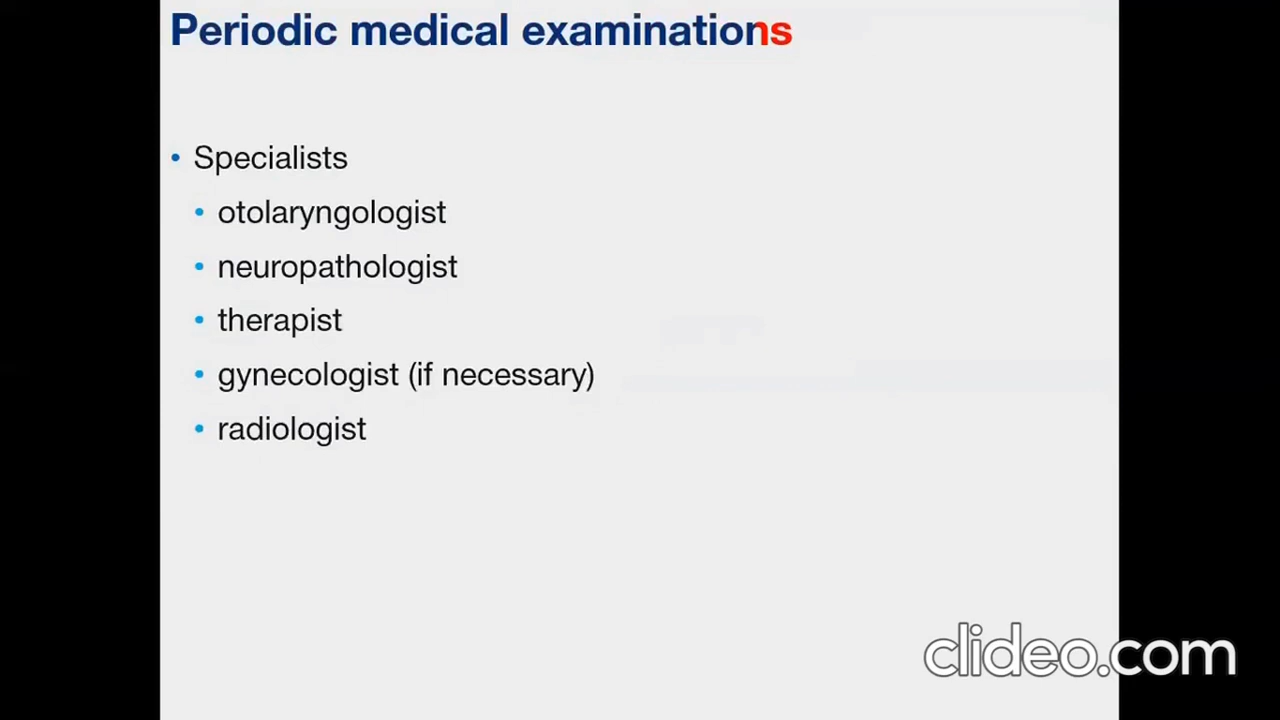 Periodic medical examinations
• Specialists
• otolaryngologist
• neuropathologist
• therapist
• gynecologist (if necessary)
• radiologist
clideo.com